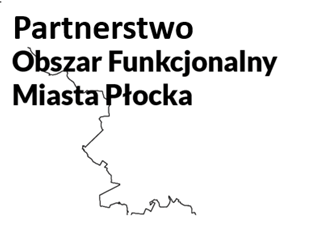 Partnerstwo
Obszar Funkcjonalny
Miasta Płocka